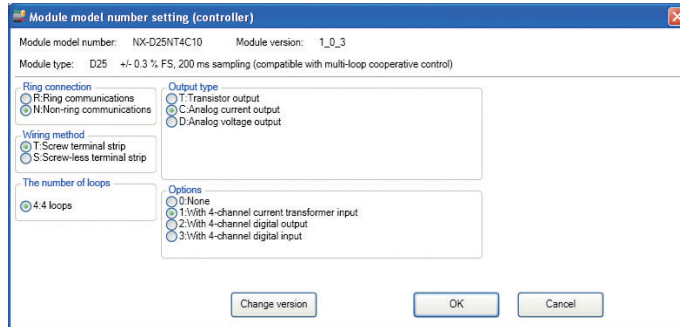 Module model number setting (controller)
Module model number: NX-D25NT4C10 Module version: 1_0_3
Module type: D25 +/- 0.3 % FS, 200 ms sampling (compatible with multi-loop cooperative control)
Ring connection
R:Ring communications
N:Non-ring communications
Wiring method
T:Screw terminal strip
S:Screw-less terminal strip
The number of loops
4:4 loops
Output type
T:Transistor output
C:Analog current output
D:Analog voltage output
Options
0:None
1:With 4-channel current transformer input
2:With 4-channel digital output
3:With 4-channel digital input
Change version OK Cancel